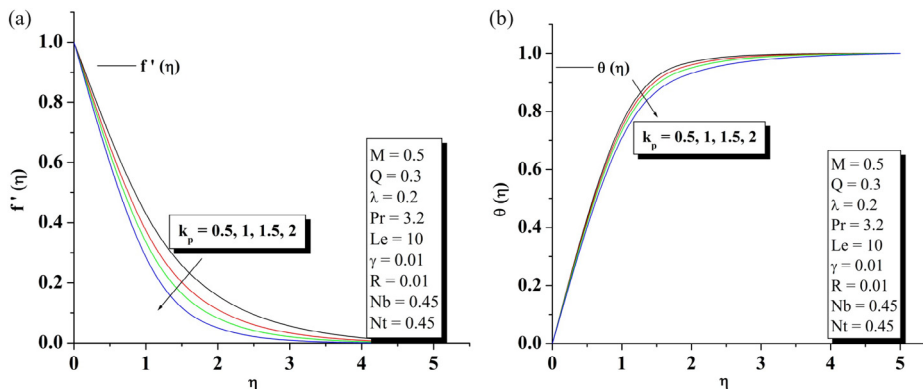 (a)
1.0
0.8
0.6
0.4
0.2
0.0
f ' (η)
f ' (η)
k_p = 0.5, 1, 1.5, 2
M = 0.5
Q = 0.3
λ = 0.2
Pr = 3.2
Le = 10
γ = 0.01
R = 0.01
Nb = 0.45
Nt = 0.45
0 1 2 3 4 5
η
(b)
1.0
0.8
0.6
0.4
0.2
0.0
θ (η)
θ (η)
k_p = 0.5, 1, 1.5, 2
M = 0.5
Q = 0.3
λ = 0.2
Pr = 3.2
Le = 10
γ = 0.01
R = 0.01
Nb = 0.45
Nt = 0.45
0 1 2 3 4 5
η